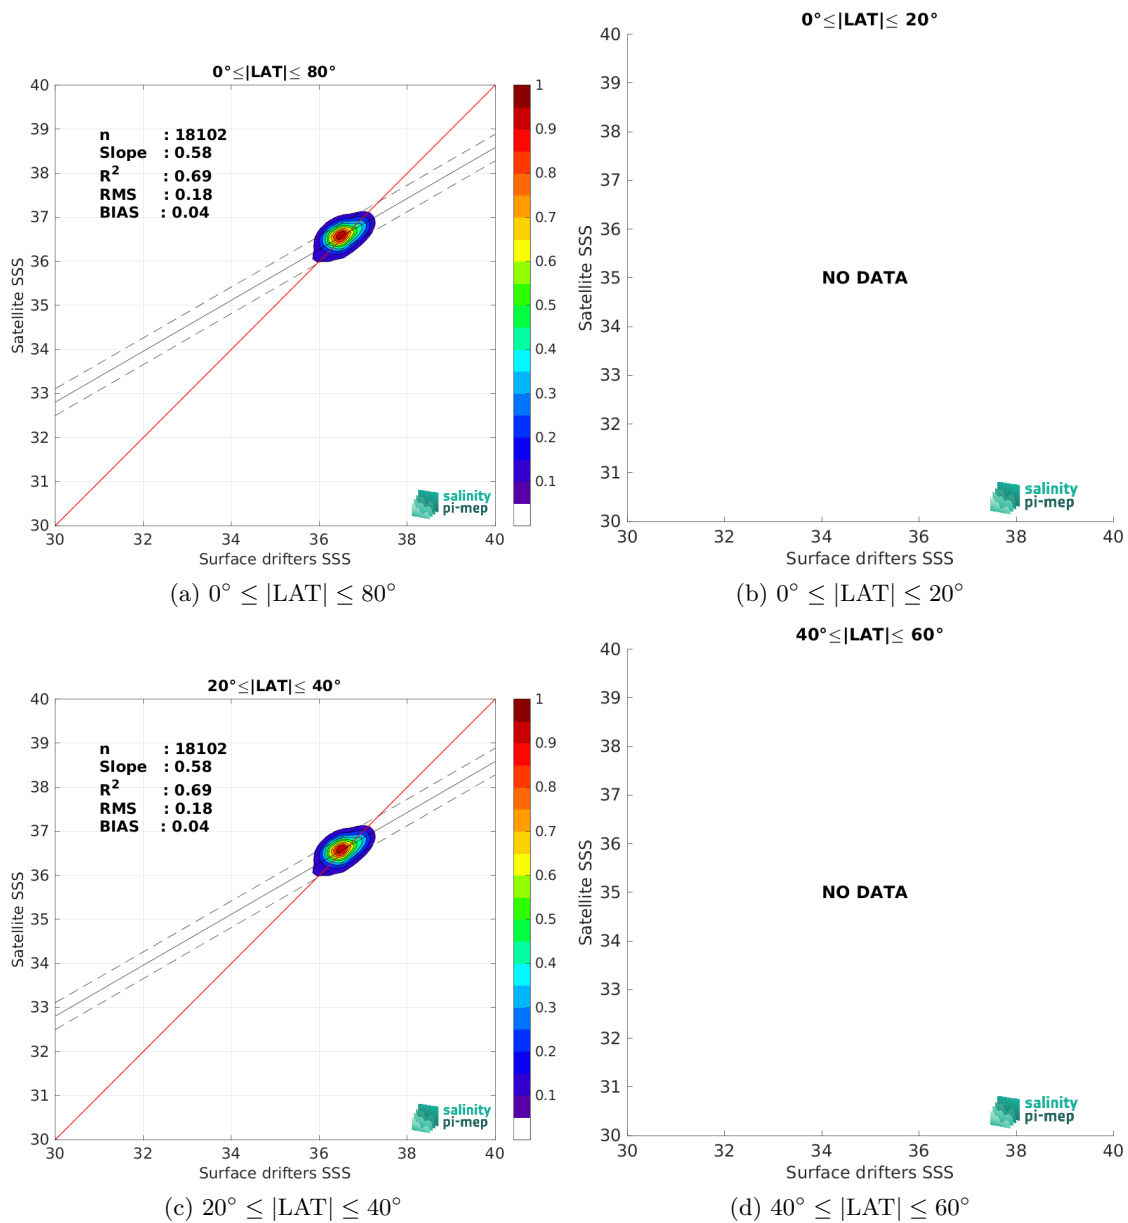 0°≤|LAT|≤ 80°
40
39
38
37
36
35
34
33
32
31
30
30 32 34 36 38 40
Satellite SSS
Surface drifters SSS
n : 18102
Slope : 0.58
R² : 0.69
RMS : 0.18
BIAS : 0.04
salinity
pi-mep
1
0.9
0.8
0.7
0.6
0.5
0.4
0.3
0.2
0.1
(a) 0° ≤ |LAT| ≤ 80°
0°≤|LAT|≤ 20°
40
39
38
37
36
35
34
33
32
31
30
30 32 34 36 38 40
Satellite SSS
Surface drifters SSS
NO DATA
salinity
pi-mep
(b) 0° ≤ |LAT| ≤ 20°
20°≤|LAT|≤ 40°
40
39
38
37
36
35
34
33
32
31
30
30 32 34 36 38 40
Satellite SSS
Surface drifters SSS
n : 18102
Slope : 0.58
R² : 0.69
RMS : 0.18
BIAS : 0.04
salinity
pi-mep
1
0.9
0.8
0.7
0.6
0.5
0.4
0.3
0.2
0.1
(c) 20° ≤ |LAT| ≤ 40°
40°≤|LAT|≤ 60°
40
39
38
37
36
35
34
33
32
31
30
30 32 34 36 38 40
Satellite SSS
Surface drifters SSS
NO DATA
salinity
pi-mep
(d) 40° ≤ |LAT| ≤ 60°